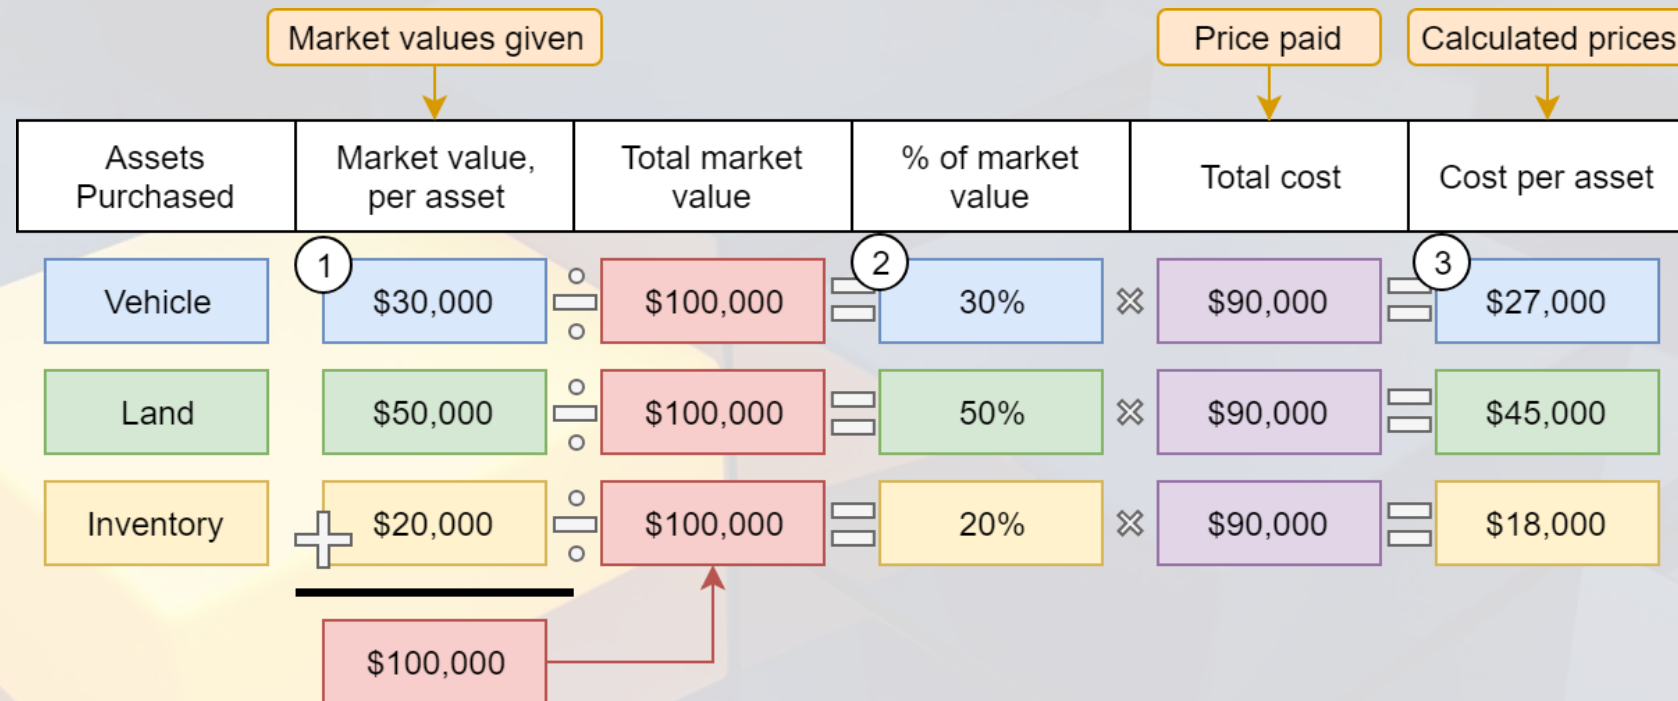 Market values given
Price paid
Calculated prices
Assets
Purchased
Market value,
per asset
Total market
value
% of market
value
Total cost
Cost per asset
1
2
3
Vehicle
$30,000
$100,000
30%
$90,000
$27,000
Land
$50,000
$100,000
50%
$90,000
$45,000
Inventory
$20,000
$100,000
20%
$90,000
$18,000
$100,000